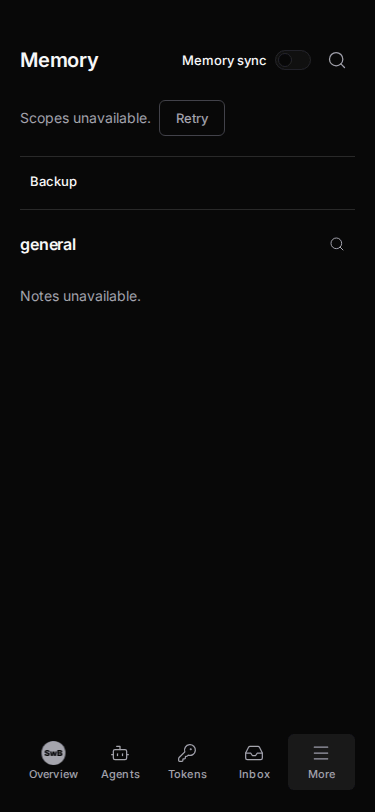 Memory
Memory sync
Scopes unavailable.
Retry
Backup
general
Notes unavailable.
SwB
Overview
Agents
Tokens
Inbox
More